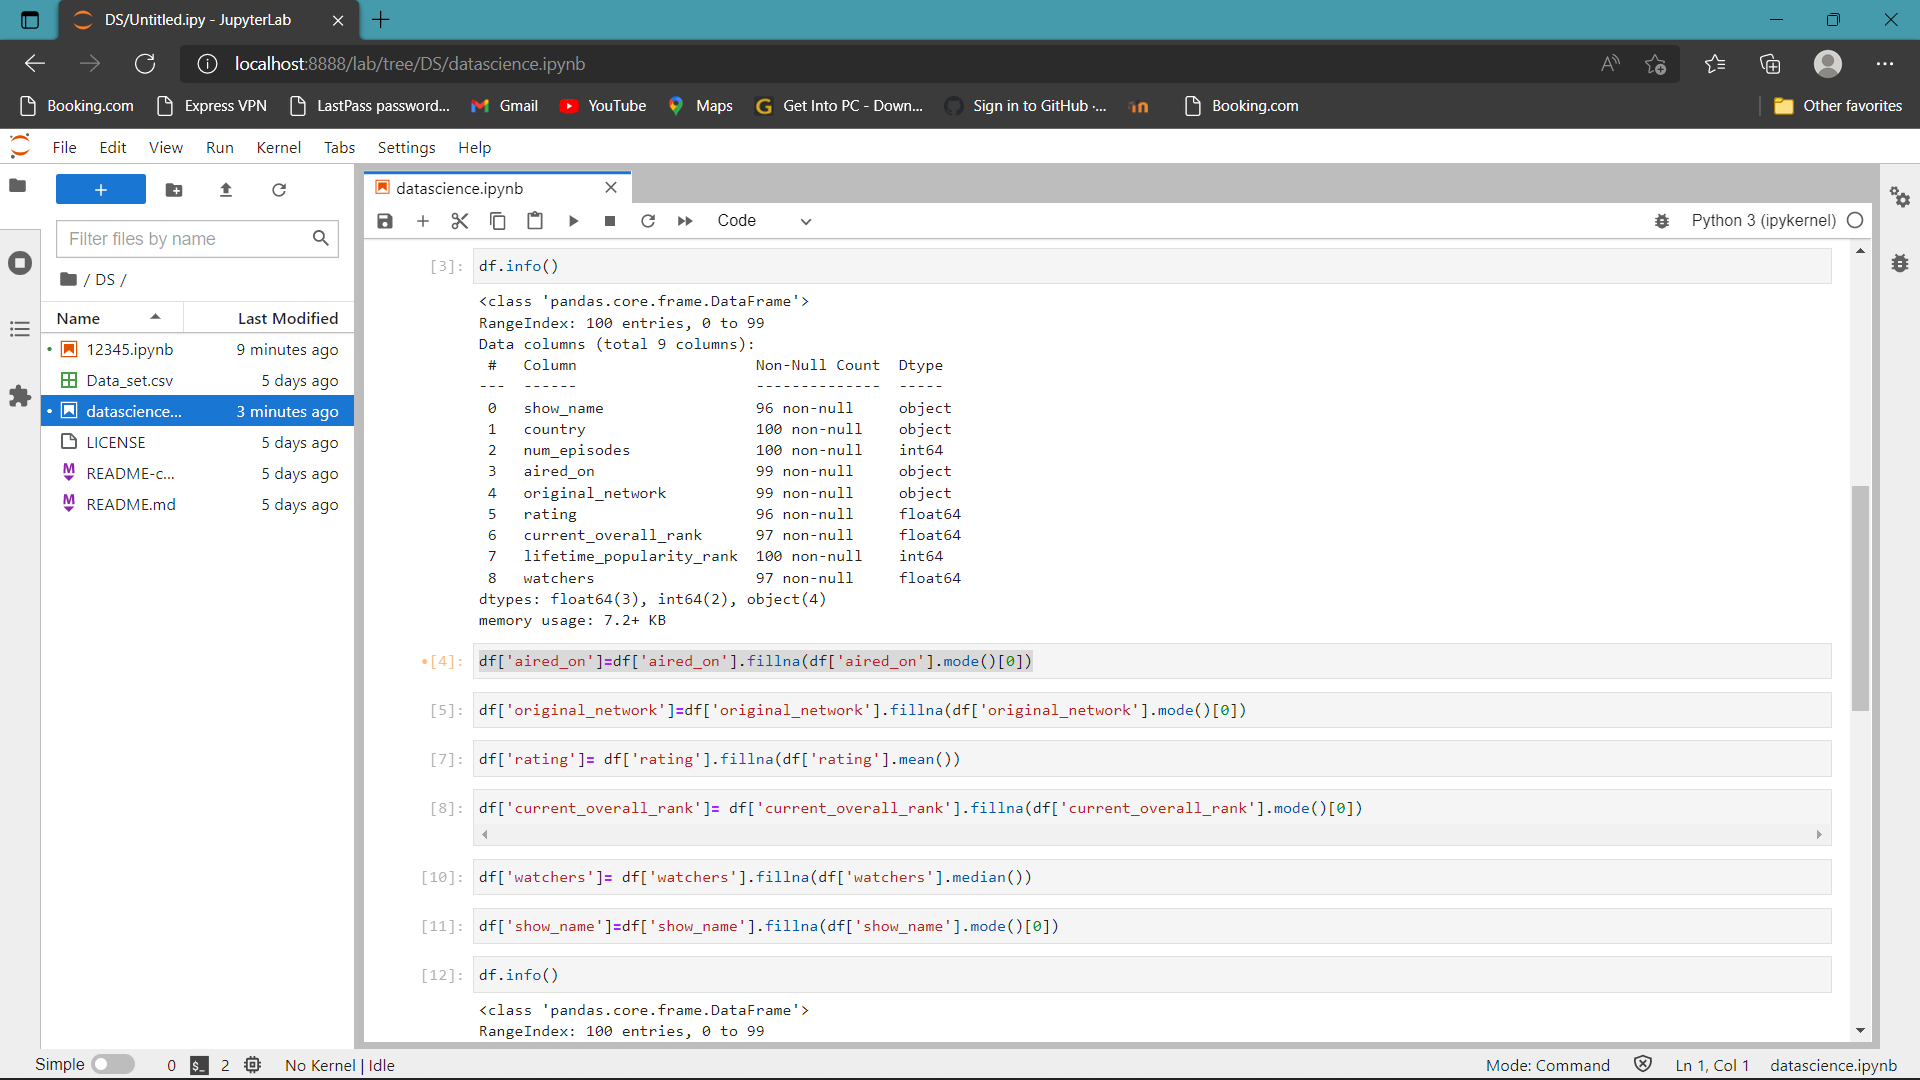 DS/Untitled.ipy - JupyterLab
localhost:8888/lab/tree/DS/datascience.ipynb
Booking.com Express VPN LastPass password... Gmail YouTube Maps Get Into PC - Down... Sign in to GitHub ·... in Booking.com Other favorites
File Edit View Run Kernel Tabs Settings Help
datascience.ipynb
Code Python 3 (ipykernel)
Filter files by name
/ DS /
Name Last Modified
12345.ipynb 9 minutes ago
Data_set.csv 5 days ago
datascience... 3 minutes ago
LICENSE 5 days ago
README-c... 5 days ago
README.md 5 days ago
[3]: df.info()
<class 'pandas.core.frame.DataFrame'>
RangeIndex: 100 entries, 0 to 99
Data columns (total 9 columns):
# Column Non-Null Count Dtype
--- ------ -------------- -----
0 show_name 96 non-null object
1 country 100 non-null object
2 num_episodes 100 non-null int64
3 aired_on 99 non-null object
4 original_network 99 non-null object
5 rating 96 non-null float64
6 current_overall_rank 97 non-null float64
7 lifetime_popularity_rank 100 non-null int64
8 watchers 97 non-null float64
dtypes: float64(3), int64(2), object(4)
memory usage: 7.2+ KB
•[4]: df['aired_on']=df['aired_on'].fillna(df['aired_on'].mode()[0])
[5]: df['original_network']=df['original_network'].fillna(df['original_network'].mode()[0])
[7]: df['rating']= df['rating'].fillna(df['rating'].mean())
[8]: df['current_overall_rank']= df['current_overall_rank'].fillna(df['current_overall_rank'].mode()[0])
[10]: df['watchers']= df['watchers'].fillna(df['watchers'].median())
[11]: df['show_name']=df['show_name'].fillna(df['show_name'].mode()[0])
[12]: df.info()
<class 'pandas.core.frame.DataFrame'>
RangeIndex: 100 entries, 0 to 99
Simple 0 2 No Kernel | Idle Mode: Command Ln 1, Col 1 datascience.ipynb